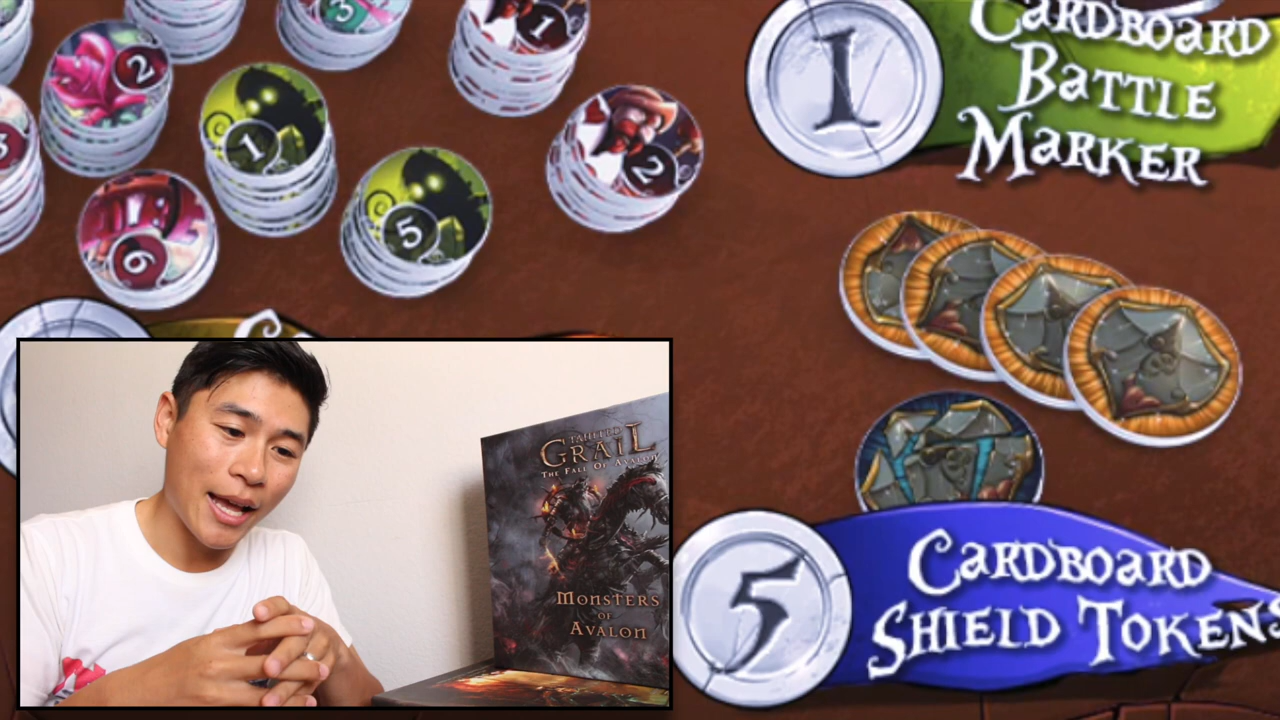 3
1
2
1
2
3
5
6
1
CARDBOARD
BATTLE
MARKER
TAINTED
GRAIL
THE FALL OF AVALON
MONSTERS
OF
AVALON
5
CARDBOARD
SHIELD TOKENS